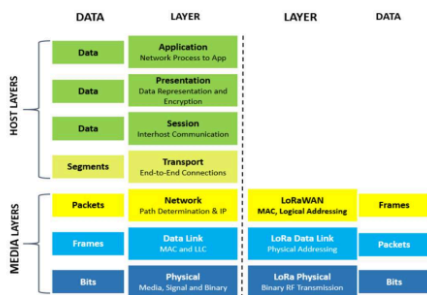 DATA LAYER LAYER DATA
HOST LAYERS
Data
Application
Network Process to App
Data
Presentation
Data Representation and
Encryption
Data
Session
Interhost Communication
Segments
Transport
End-to-End Connections
MEDIA LAYERS
Packets
Network
Path Determination & IP
LoRaWAN
MAC, Logical Addressing
Frames
Frames
Data Link
MAC and LLC
LoRa Data Link
Physical Addressing
Packets
Bits
Physical
Media, Signal and Binary
LoRa Physical
Binary RF Transmission
Bits